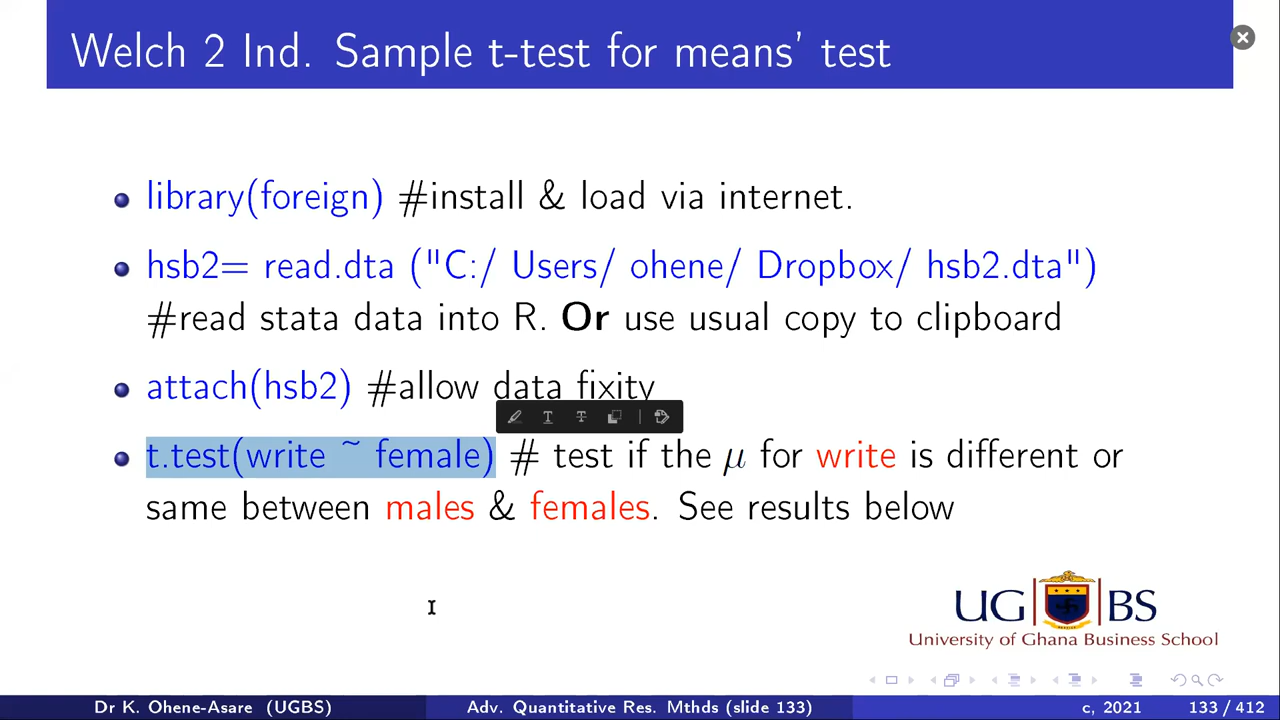 Welch 2 Ind. Sample t-test for means' test
library(foreign) #install & load via internet.
hsb2= read.dta ("C:/ Users/ ohene/ Dropbox/ hsb2.dta")
#read stata data into R. Or use usual copy to clipboard
attach(hsb2) #allow data fixity
t.test(write ~ female) # test if the μ for write is different or
same between males & females. See results below
UG BS
University of Ghana Business School
Dr K. Ohene-Asare (UGBS) Adv. Quantitative Res. Mthds (slide 133) c, 2021 133 / 412